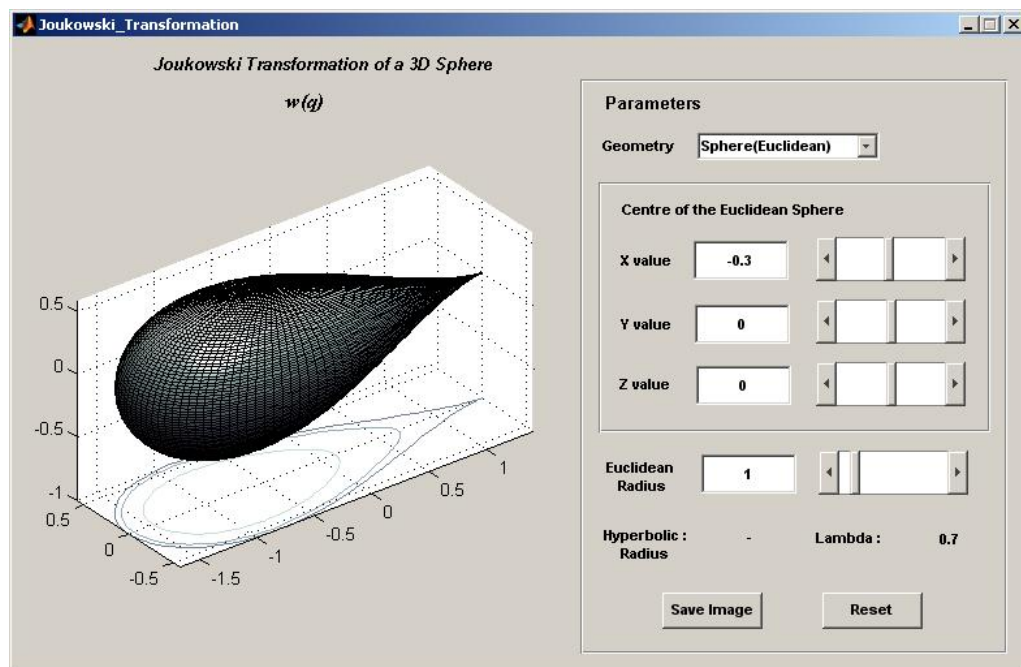 Joukowski_Transformation
Joukowski Transformation of a 3D Sphere
w(q)
0.5
0
-0.5
-1
0.5
0
-0.5
-1.5
-1
-0.5
0
0.5
1
Parameters
Geometry Sphere(Euclidean)
Centre of the Euclidean Sphere
X value -0.3
Y value 0
Z value 0
Euclidean Radius 1
Hyperbolic : Radius - Lambda : 0.7
Save Image Reset